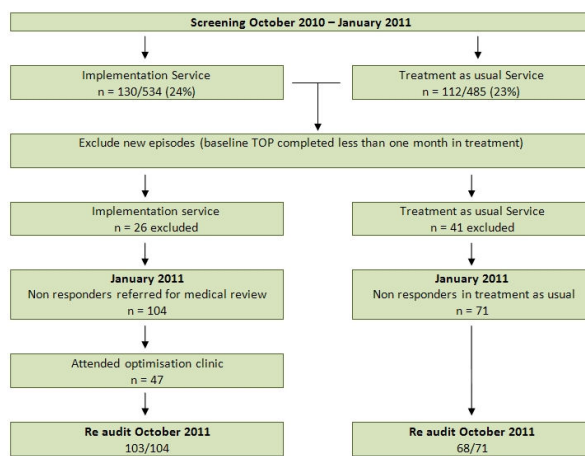 Screening October 2010 – January 2011
Implementation Service
n = 130/534 (24%)
Treatment as usual Service
n = 112/485 (23%)
Exclude new episodes (baseline TOP completed less than one month in treatment)
Implementation service
n = 26 excluded
Treatment as usual Service
n = 41 excluded
January 2011
Non responders referred for medical review
n = 104
January 2011
Non responders in treatment as usual
n = 71
Attended optimisation clinic
n = 47
Re audit October 2011
103/104
Re audit October 2011
68/71